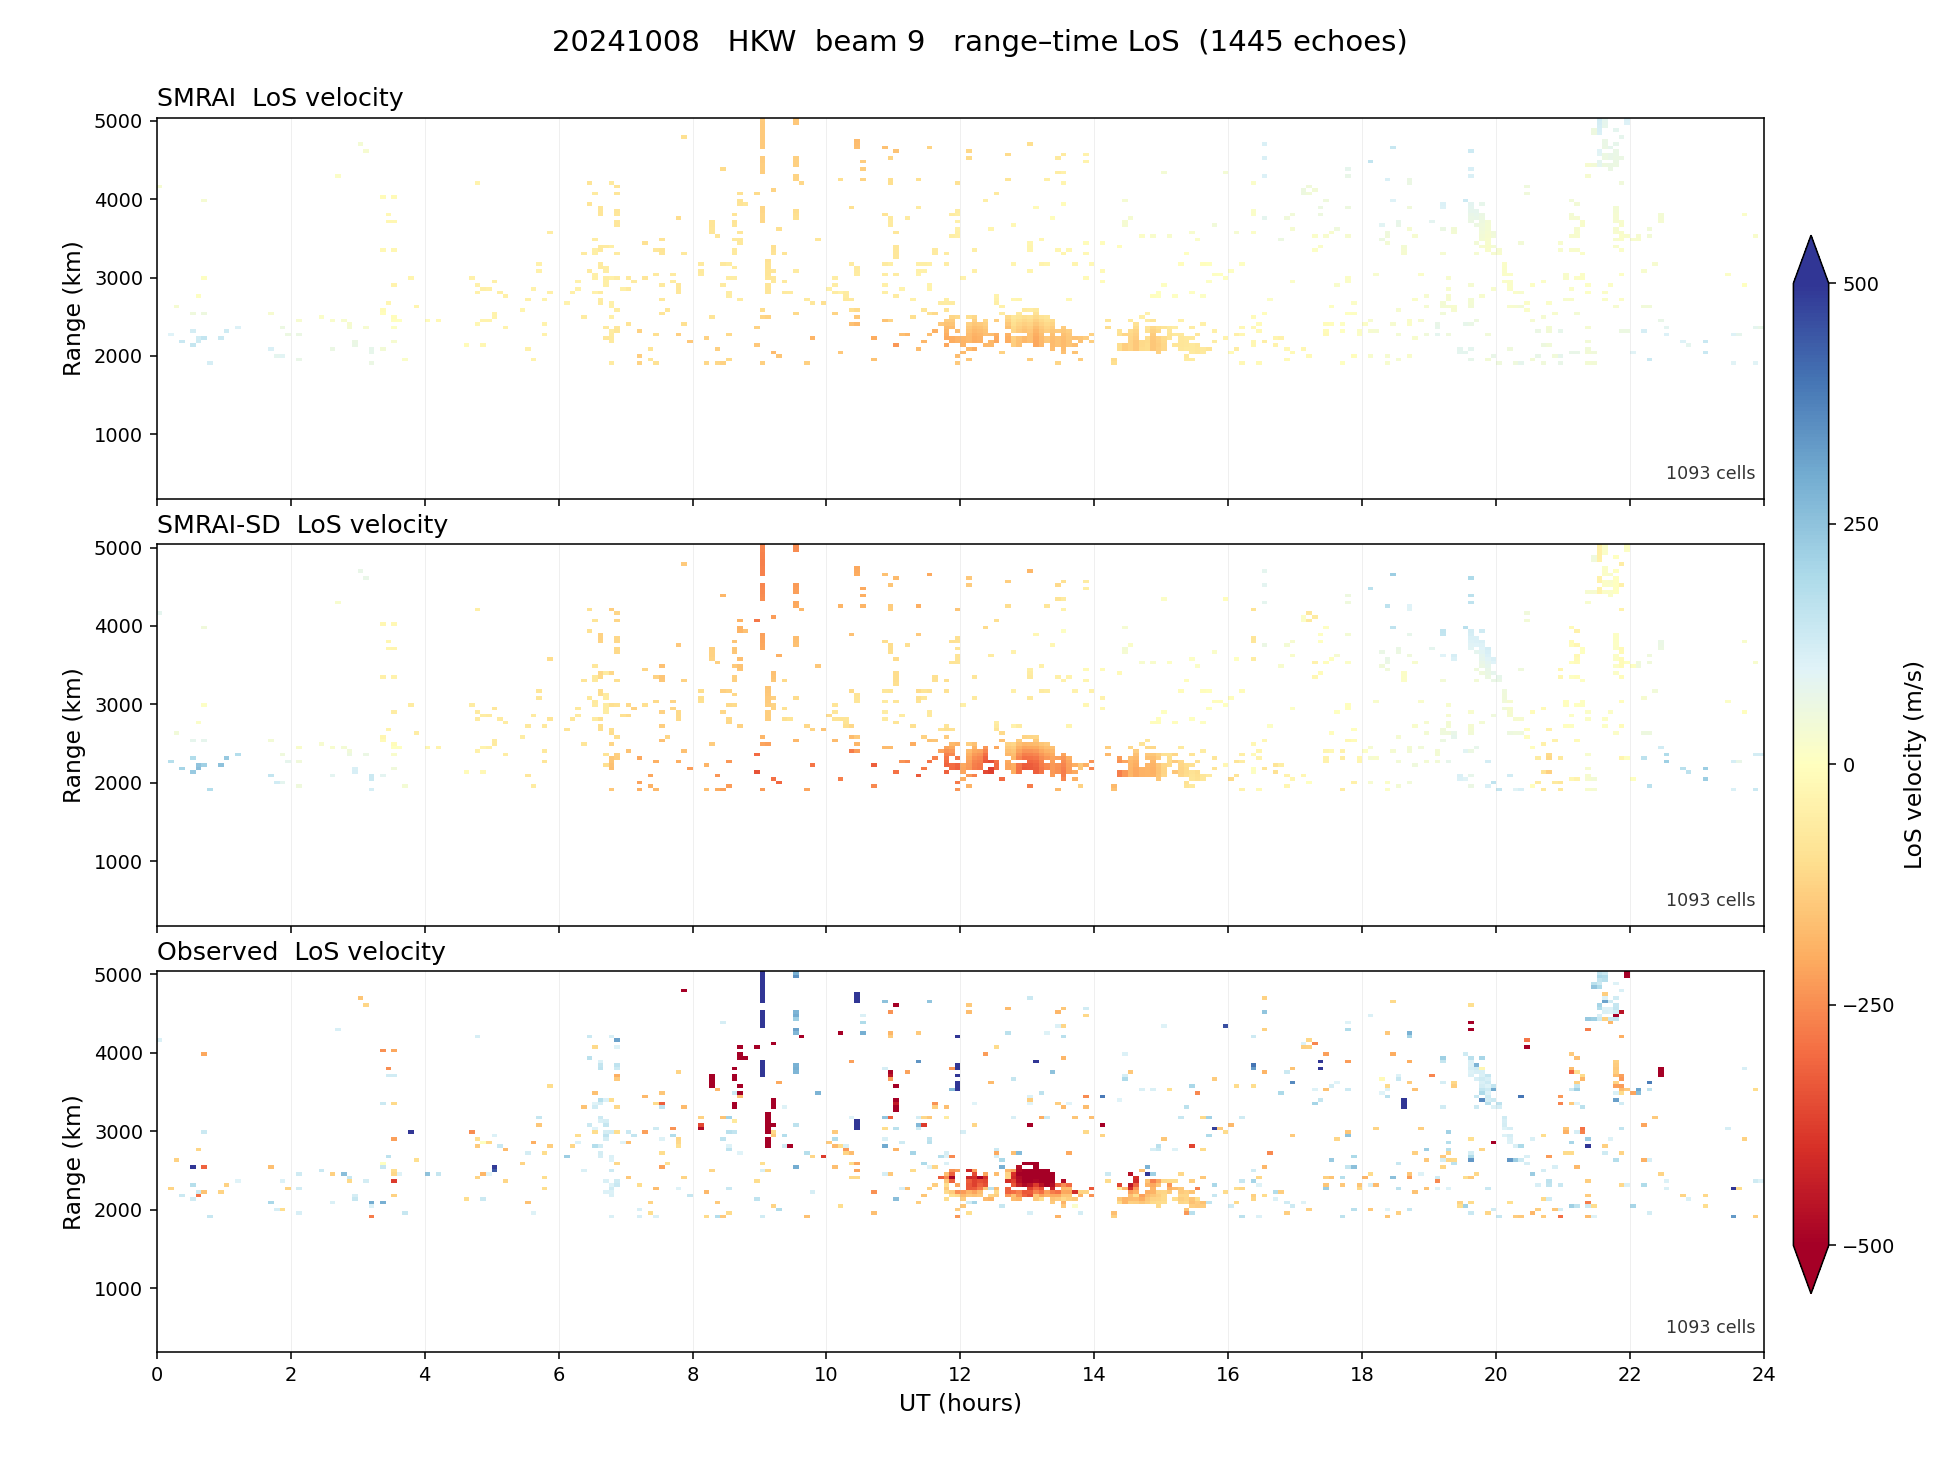 20241008   HKW  beam 9   range–time LoS  (1445 echoes)
SMRAI  LoS velocity
5000
4000
3000
2000
1000
Range (km)
1093 cells
SMRAI-SD  LoS velocity
5000
4000
3000
2000
1000
Range (km)
1093 cells
Observed  LoS velocity
5000
4000
3000
2000
1000
Range (km)
1093 cells
0 2 4 6 8 10 12 14 16 18 20 22 24
UT (hours)
500
250
0
−250
−500
LoS velocity (m/s)